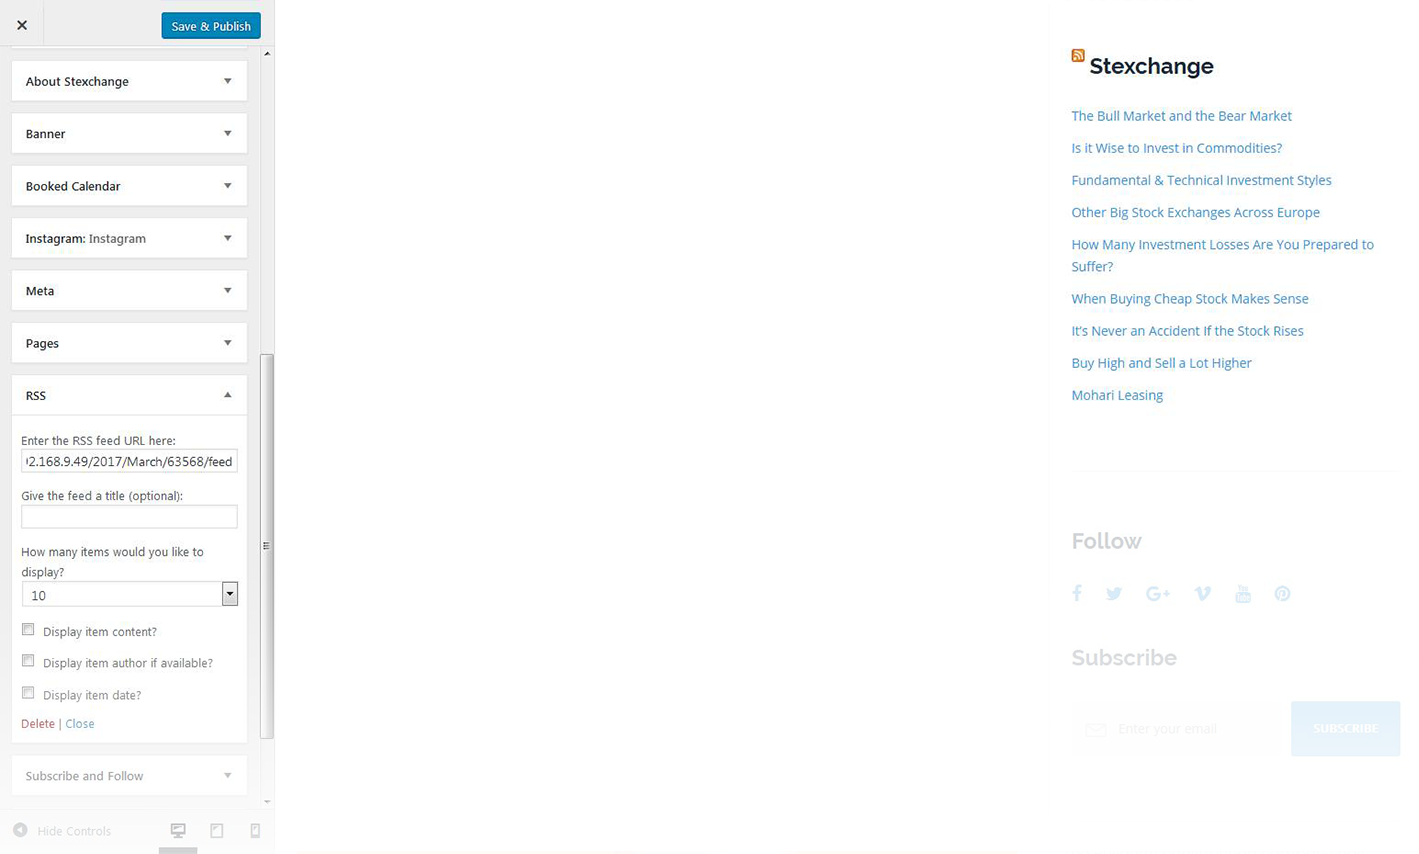 Save & Publish
About Stexchange
Banner
Booked Calendar
Instagram: Instagram
Meta
Pages
RSS
Enter the RSS feed URL here:
2.168.9.49/2017/March/63568/feed
Give the feed a title (optional):
How many items would you like to
display?
10
Display item content?
Display item author if available?
Display item date?
Delete | Close
Subscribe and Follow
Hide Controls
Stexchange
The Bull Market and the Bear Market
Is it Wise to Invest in Commodities?
Fundamental & Technical Investment Styles
Other Big Stock Exchanges Across Europe
How Many Investment Losses Are You Prepared to
Suffer?
When Buying Cheap Stock Makes Sense
It's Never an Accident If the Stock Rises
Buy High and Sell a Lot Higher
Mohari Leasing
Follow
Subscribe
Enter your email
SUBSCRIBE